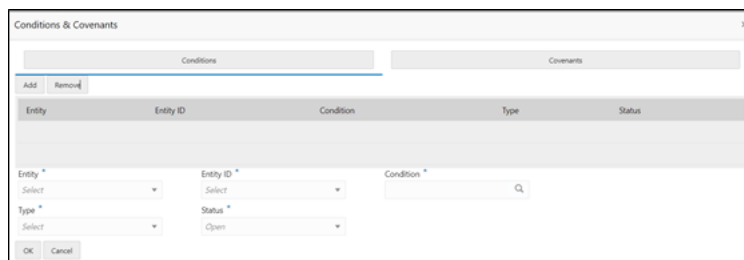 Conditions & Covenants
Conditions Covenants
Add Remove
Entity Entity ID Condition Type Status
Entity * Entity ID * Condition *
Select Select
Type * Status *
Select Open
OK Cancel